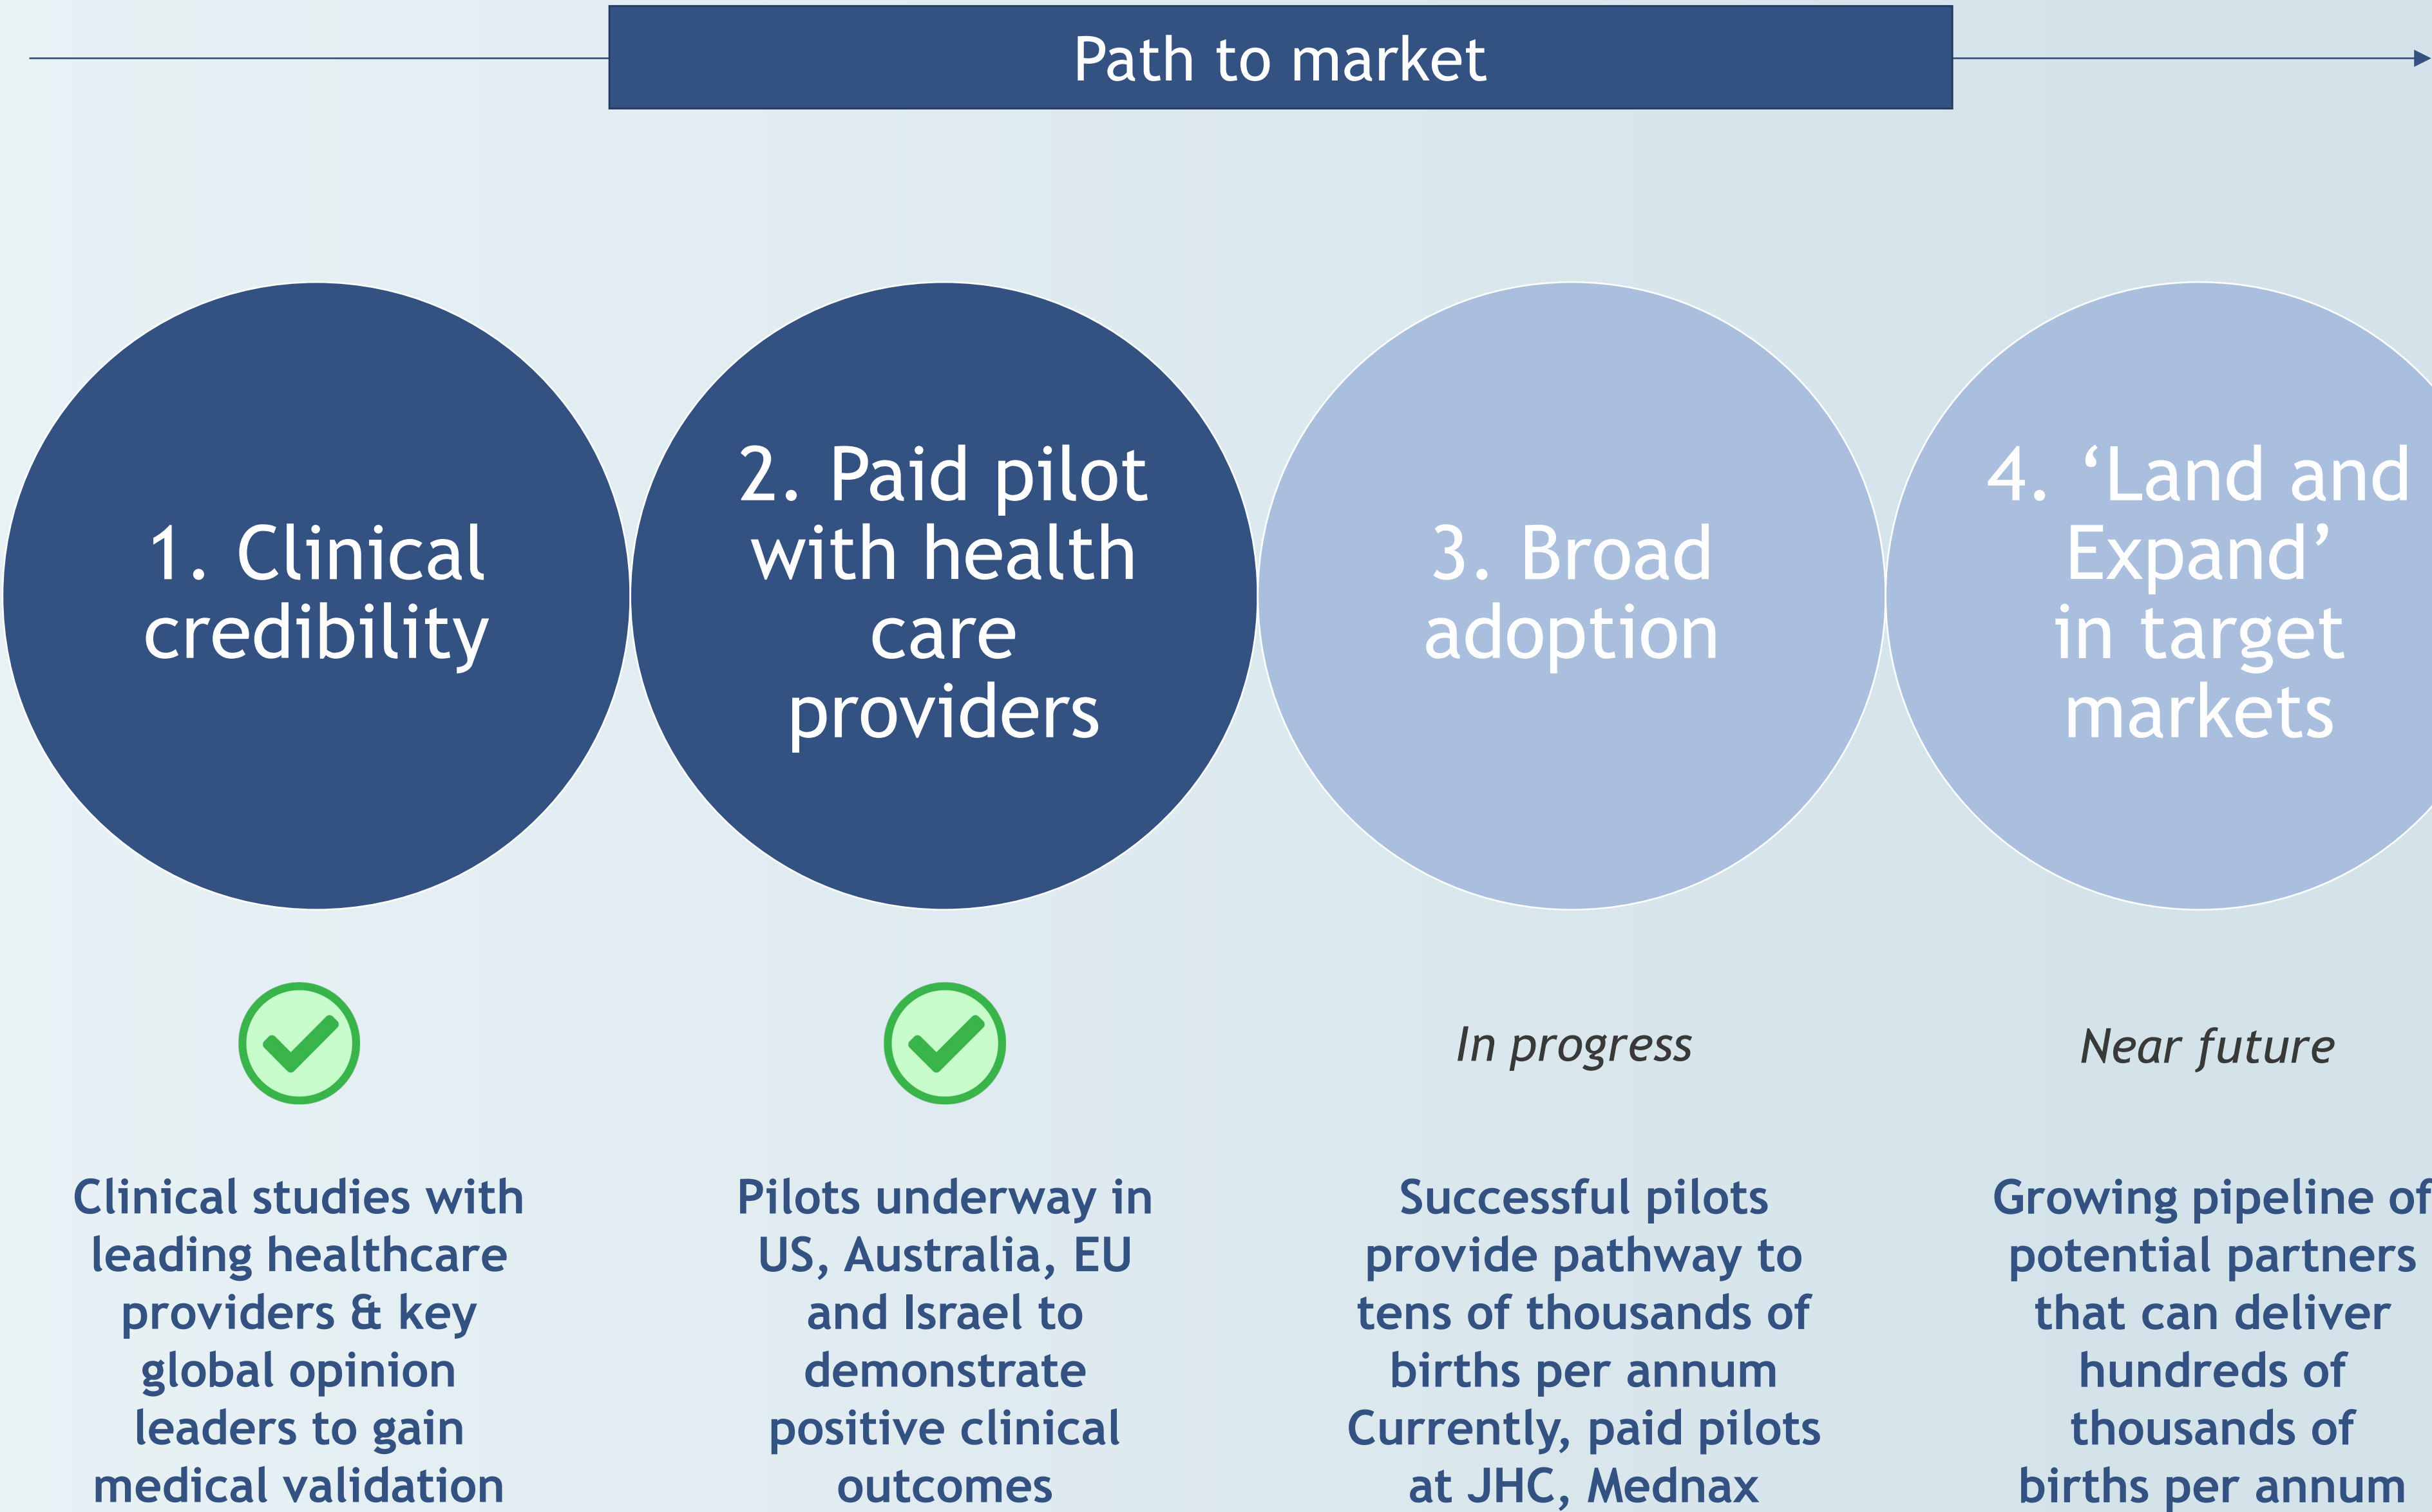 Path to market
1. Clinical
credibility
2. Paid pilot
with health
care
providers
3. Broad
adoption
4. ‘Land and
Expand’
in target
markets
In progress
Near future
Clinical studies with
leading healthcare
providers & key
global opinion
leaders to gain
medical validation
Pilots underway in
US, Australia, EU
and Israel to
demonstrate
positive clinical
outcomes
Successful pilots
provide pathway to
tens of thousands of
births per annum
Currently, paid pilots
at JHC, Mednax
Growing pipeline of
potential partners
that can deliver
hundreds of
thousands of
births per annum